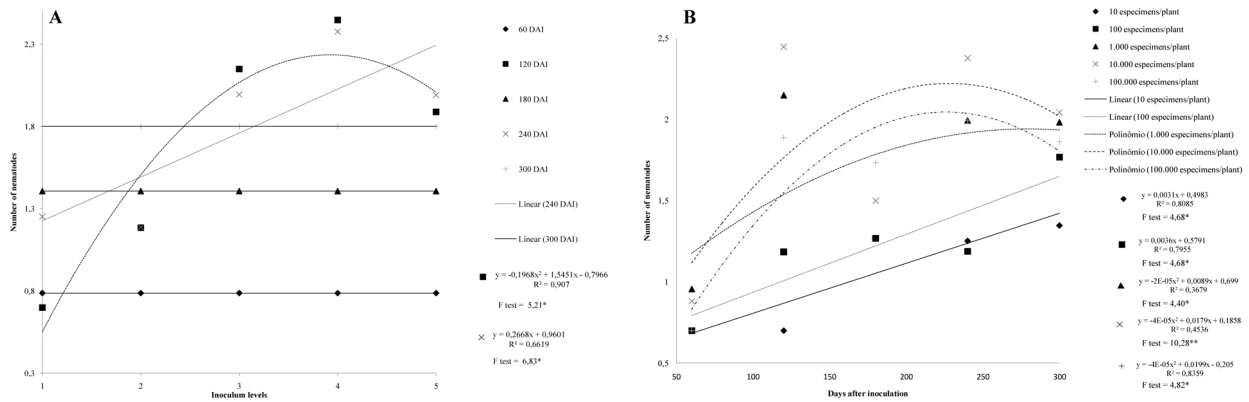 A
Number of nematodes
2,3
1,8
1,3
0,8
0,3
1
2
3
4
5
Inoculum levels
60 DAI
120 DAI
180 DAI
240 DAI
300 DAI
Linear (240 DAI)
Linear (300 DAI)
y = -0,1968x² + 1,5451x - 0,7966
R² = 0,907
F test = 5,21*
y = 0,2668x + 0,9601
R² = 0,6619
F test = 6,83*
B
Number of nematodes
2,5
2
1,5
1
0,5
50
100
150
200
250
300
Days after inoculation
10 especimens/plant
100 especimens/plant
1.000 especimens/plant
10.000 especimens/plant
100.000 especimens/plant
Linear (10 especimens/plant)
Linear (100 especimens/plant)
Polinômio (1.000 especimens/plant)
Polinômio (10.000 especimens/plant)
Polinômio (100.000 especimens/plant)
y = 0,0031x + 0,4983
R² = 0,8085
F test = 4,68*
y = 0,0036x + 0,5791
R² = 0,7955
F test = 4,68*
y = -2E-05x² + 0,0089x + 0,699
R² = 0,3679
F test = 4,40*
y = -4E-05x² + 0,0179x + 0,1858
R² = 0,4536
F test = 10,28**
y = -4E-05x² + 0,0199x - 0,205
R² = 0,8359
F test = 4,82*